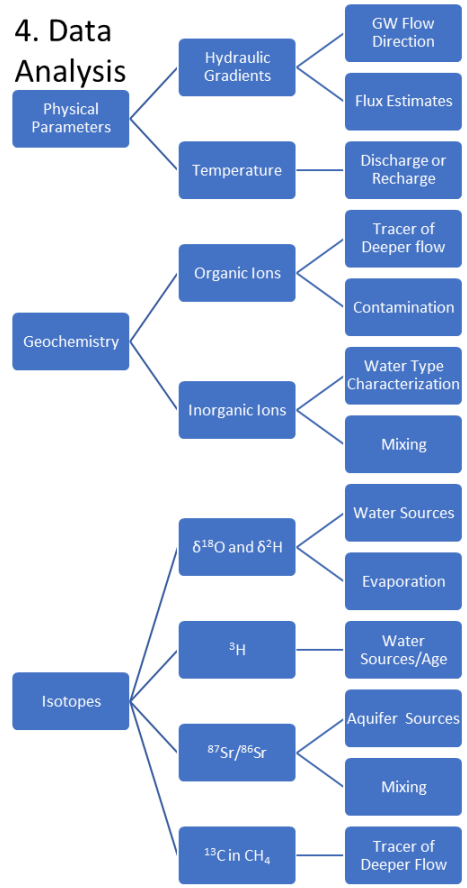 4. Data
Analysis
Physical
Parameters
Hydraulic
Gradients
GW Flow
Direction
Flux Estimates
Temperature
Discharge or
Recharge
Geochemistry
Organic Ions
Tracer of
Deeper flow
Contamination
Inorganic Ions
Water Type
Characterization
Mixing
Isotopes
δ¹⁸O and δ²H
Water Sources
Evaporation
³H
Water
Sources/Age
⁸⁷Sr/⁸⁶Sr
Aquifer Sources
Mixing
¹³C in CH₄
Tracer of
Deeper Flow